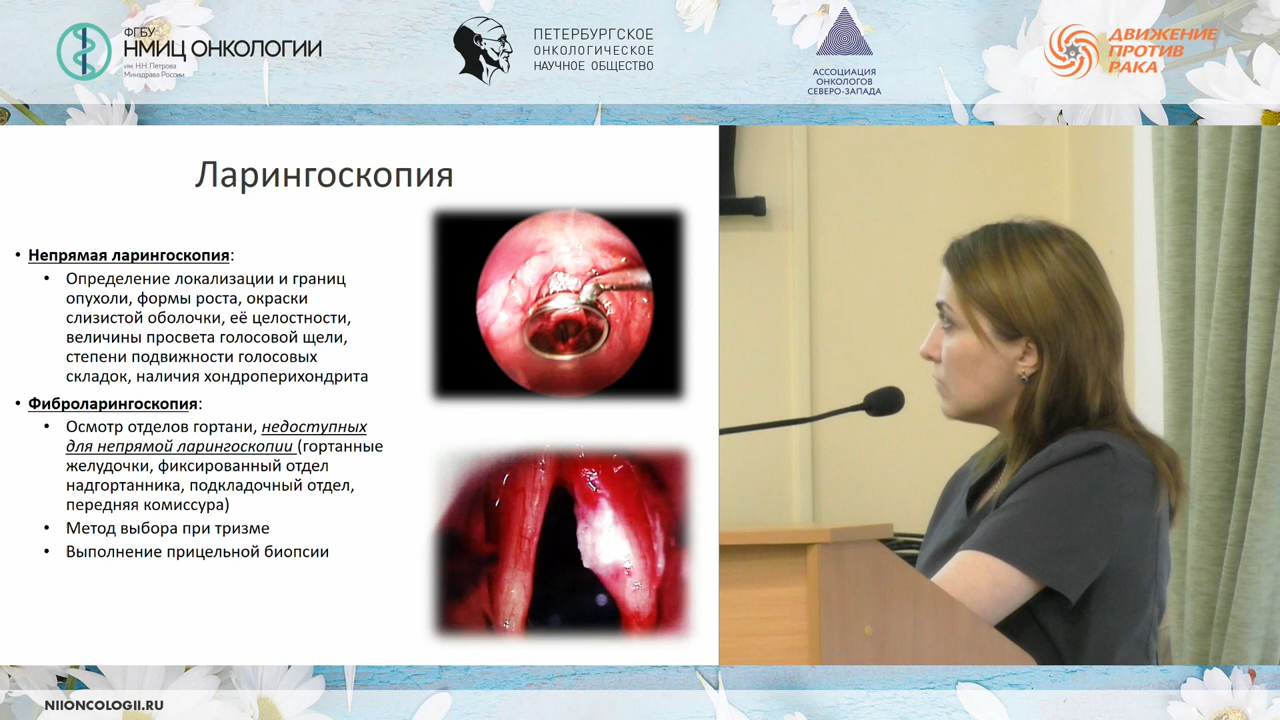 ФГБУ
НМИЦ ОНКОЛОГИИ
им. Н.Н. Петрова
Минздрава России
ПЕТЕРБУРГСКОЕ
ОНКОЛОГИЧЕСКОЕ
НАУЧНОЕ ОБЩЕСТВО
АССОЦИАЦИЯ
ОНКОЛОГОВ
СЕВЕРО-ЗАПАДА
ДВИЖЕНИЕ
ПРОТИВ
РАКА
Ларингоскопия
• Непрямая ларингоскопия:
• Определение локализации и границ
опухоли, формы роста, окраски
слизистой оболочки, её целостности,
величины просвета голосовой щели,
степени подвижности голосовых
складок, наличия хондроперихондрита
• Фиброларингоскопия:
• Осмотр отделов гортани, недоступных
для непрямой ларингоскопии (гортанные
желудочки, фиксированный отдел
надгортанника, подкладочный отдел,
передняя комиссура)
• Метод выбора при тризме
• Выполнение прицельной биопсии
NIIONCOLOGII.RU